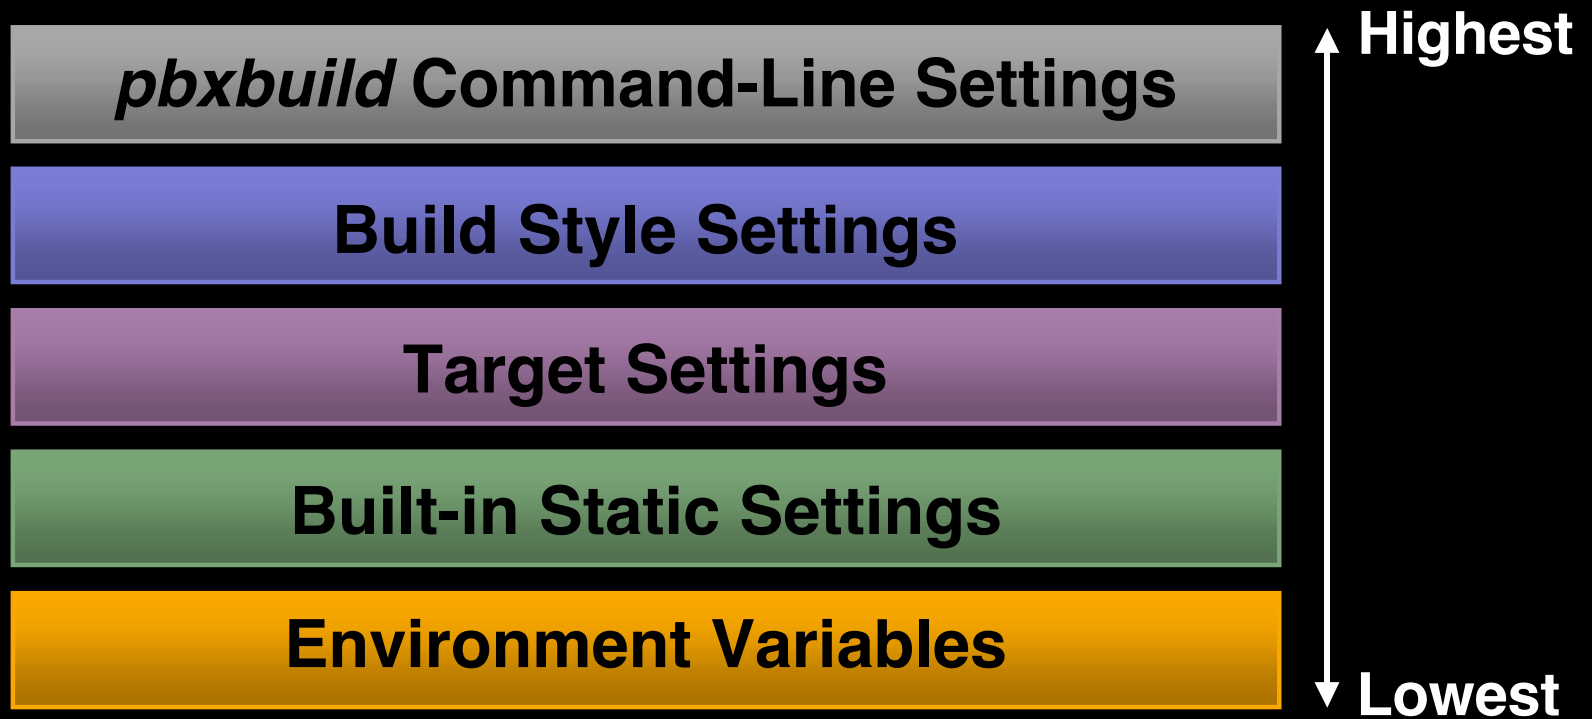 Highest
pbxbuild Command-Line Settings
Build Style Settings
Target Settings
Built-in Static Settings
Environment Variables
Lowest